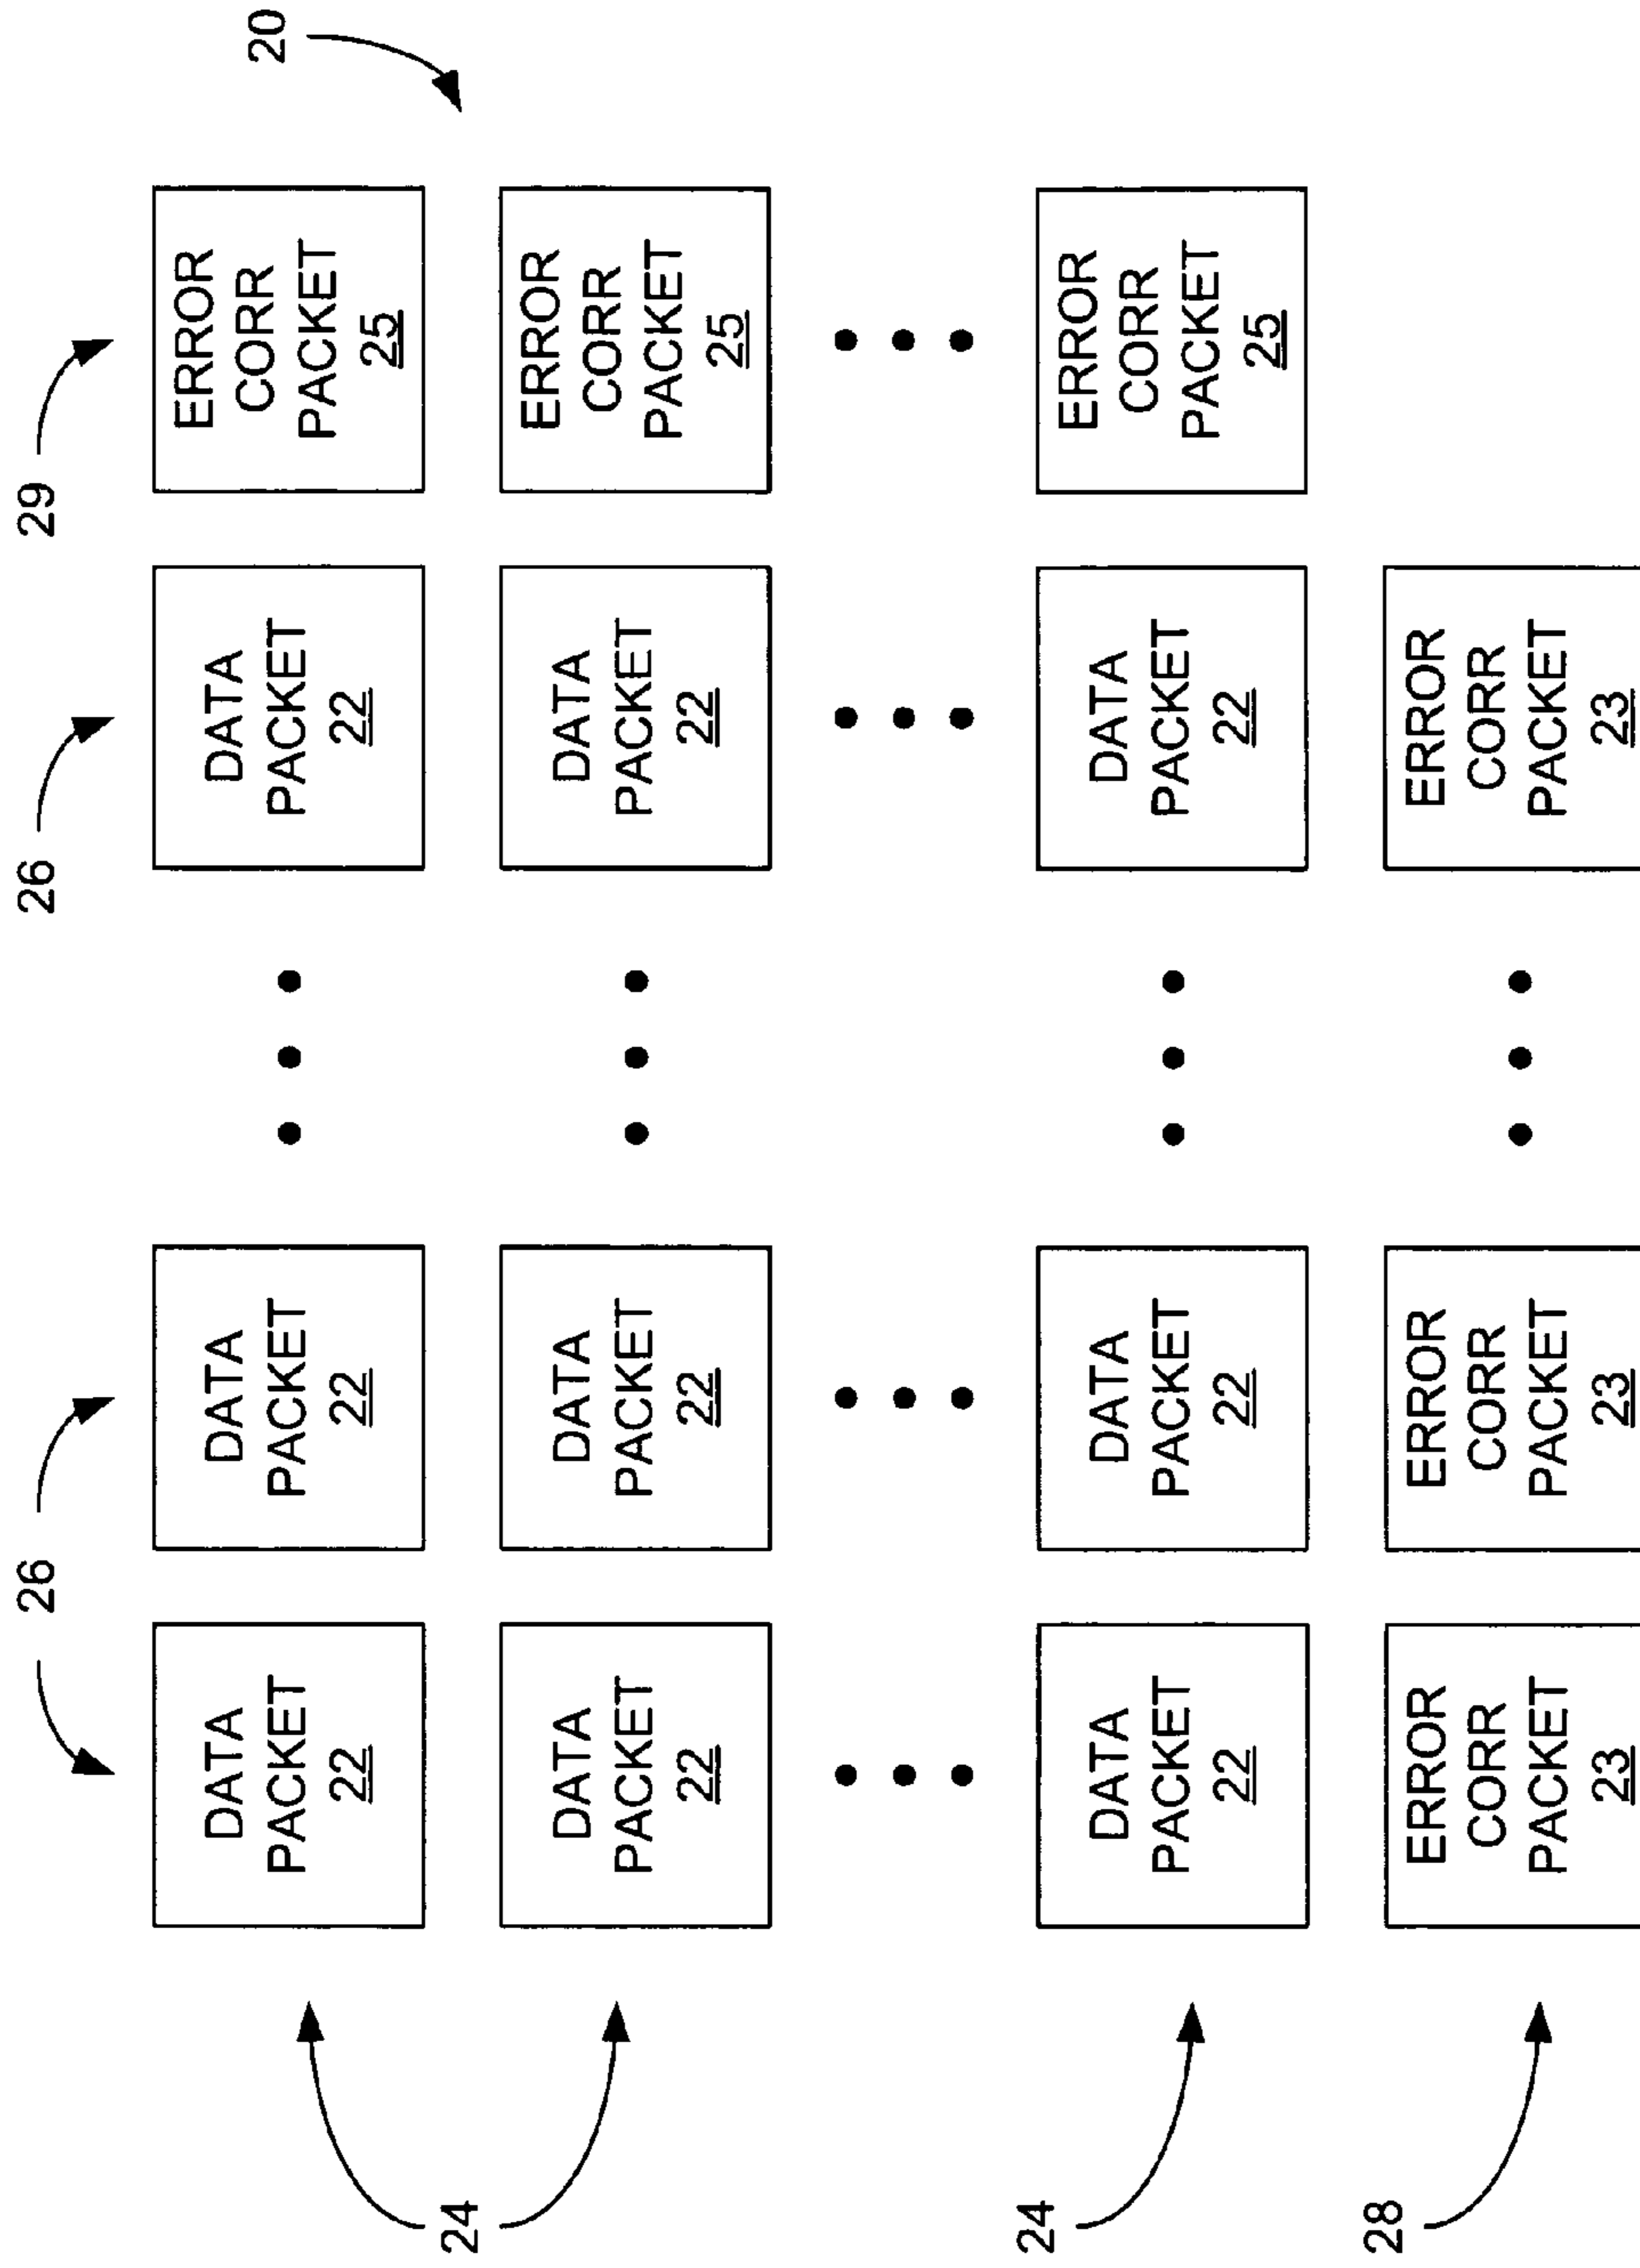 26
26
29
20
DATA
PACKET
22
DATA
PACKET
22
DATA
PACKET
22
ERROR
CORR
PACKET
25
24
DATA
PACKET
22
DATA
PACKET
22
DATA
PACKET
22
ERROR
CORR
PACKET
25
24
DATA
PACKET
22
DATA
PACKET
22
DATA
PACKET
22
ERROR
CORR
PACKET
25
28
ERROR
CORR
PACKET
23
ERROR
CORR
PACKET
23
ERROR
CORR
PACKET
23